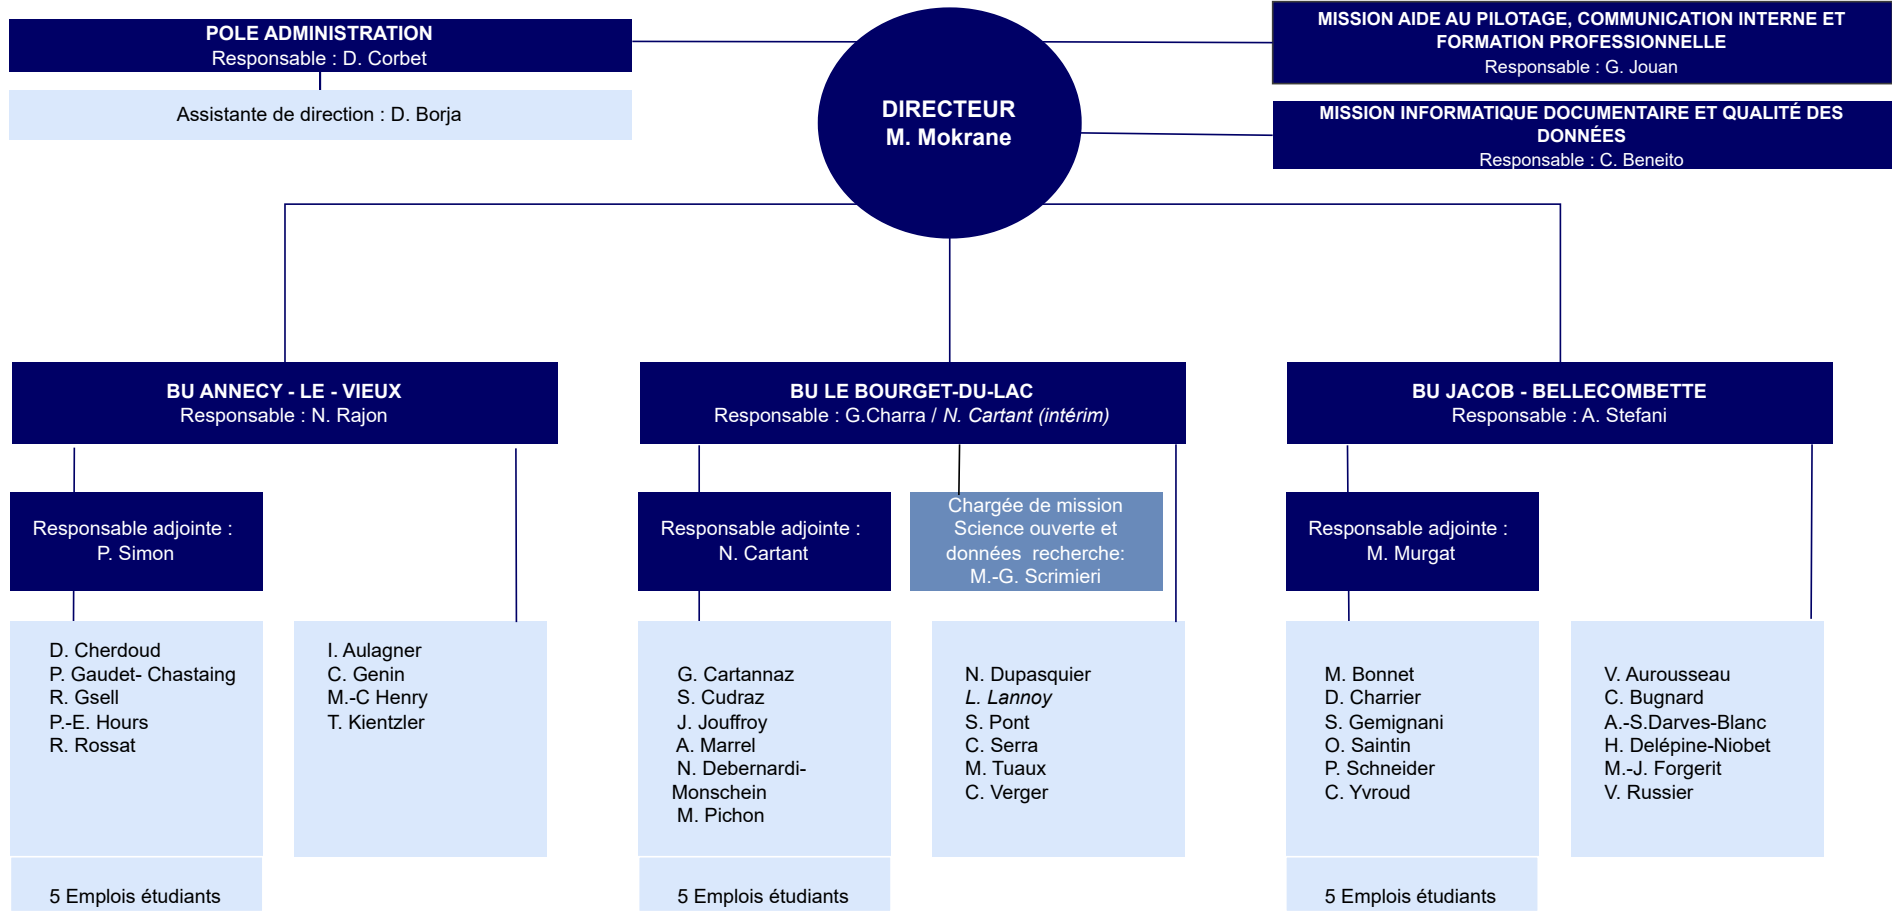 POLE ADMINISTRATION
Responsable : D. Corbet
Assistante de direction : D. Borja
DIRECTEUR
M. Mokrane
MISSION AIDE AU PILOTAGE, COMMUNICATION INTERNE ET
FORMATION PROFESSIONNELLE
Responsable : G. Jouan
MISSION INFORMATIQUE DOCUMENTAIRE ET QUALITÉ DES
DONNÉES
Responsable : C. Beneito
BU ANNECY - LE - VIEUX
Responsable : N. Rajon
Responsable adjointe :
P. Simon
D. Cherdoud
P. Gaudet- Chastaing
R. Gsell
P.-E. Hours
R. Rossat
5 Emplois étudiants
I. Aulagner
C. Genin
M.-C Henry
T. Kientzler
BU LE BOURGET-DU-LAC
Responsable : G.Charra / N. Cartant (intérim)
Responsable adjointe :
N. Cartant
Chargée de mission
Science ouverte et
données  recherche:
M.-G. Scrimieri
G. Cartannaz
S. Cudraz
J. Jouffroy
A. Marrel
N. Debernardi-
Monschein
M. Pichon
5 Emplois étudiants
N. Dupasquier
L. Lannoy
S. Pont
C. Serra
M. Tuaux
C. Verger
BU JACOB - BELLECOMBETTE
Responsable : A. Stefani
Responsable adjointe :
M. Murgat
M. Bonnet
D. Charrier
S. Gemignani
O. Saintin
P. Schneider
C. Yvroud
5 Emplois étudiants
V. Aurousseau
C. Bugnard
A.-S.Darves-Blanc
H. Delépine-Niobet
M.-J. Forgerit
V. Russier